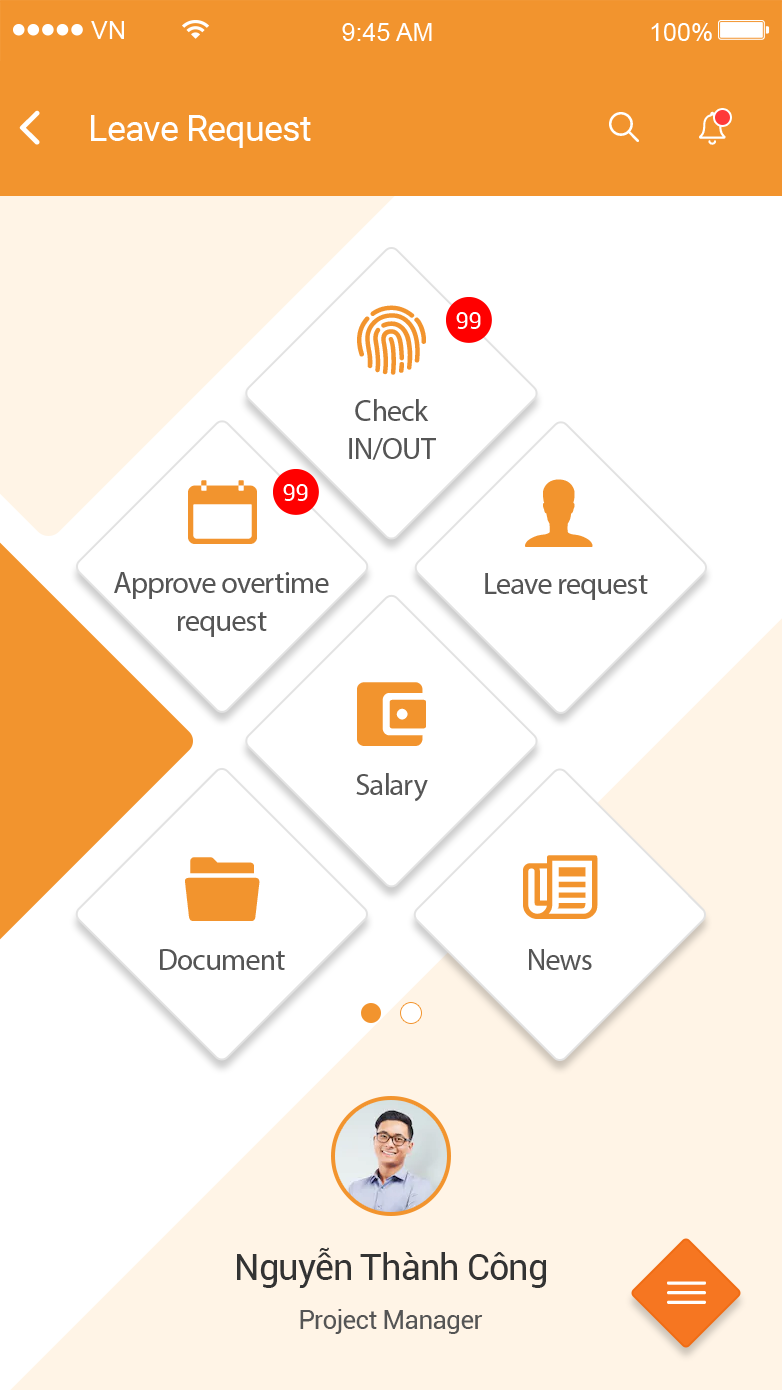 VN
9:45 AM
100%
Leave Request
99
Check
IN/OUT
99
Approve overtime
request
Leave request
Salary
Document
News
Nguyễn Thành Công
Project Manager